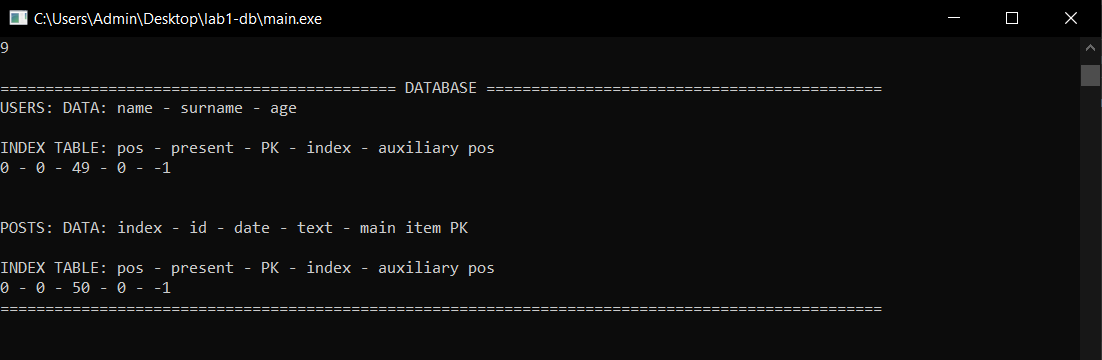 C:\Users\Admin\Desktop\lab1-db\main.exe
9
============================================ DATABASE ============================================
USERS: DATA: name - surname - age
INDEX TABLE: pos - present - PK - index - auxiliary pos
0 - 0 - 49 - 0 - -1
POSTS: DATA: index - id - date - text - main item PK
INDEX TABLE: pos - present - PK - index - auxiliary pos
0 - 0 - 50 - 0 - -1
==================================================================================================